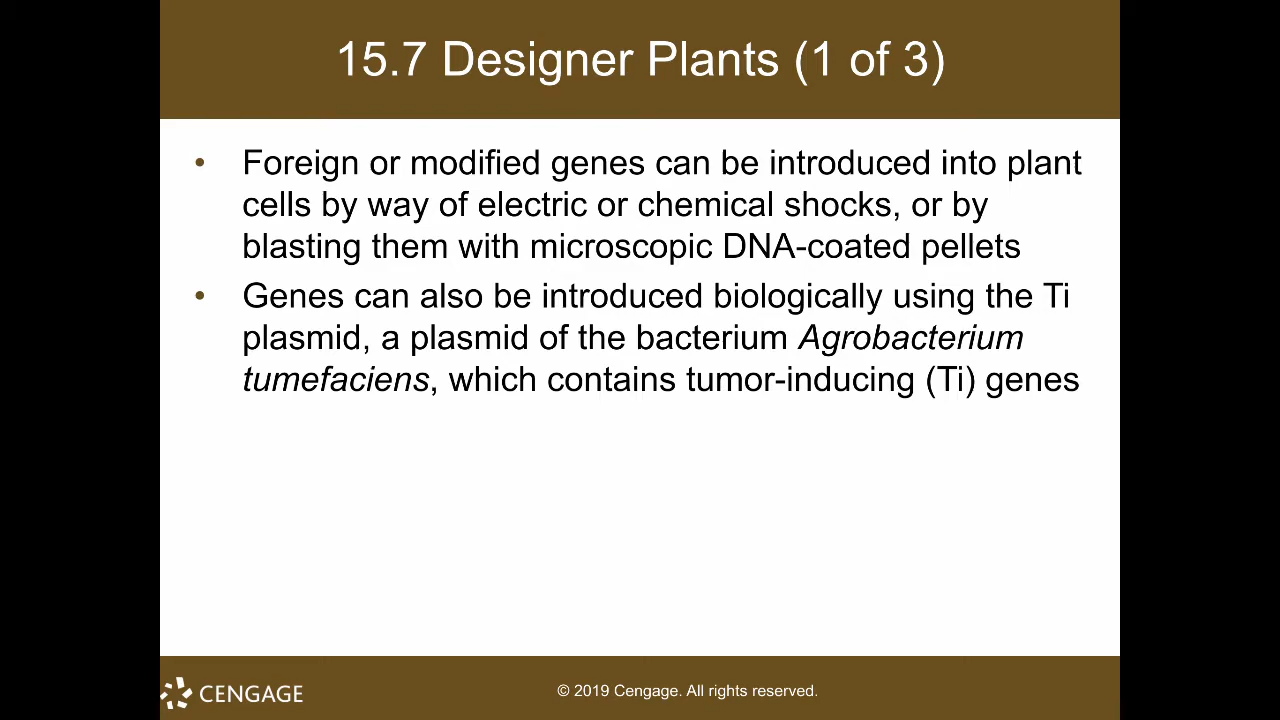 15.7 Designer Plants (1 of 3)
• Foreign or modified genes can be introduced into plant
cells by way of electric or chemical shocks, or by
blasting them with microscopic DNA-coated pellets
• Genes can also be introduced biologically using the Ti
plasmid, a plasmid of the bacterium Agrobacterium
tumefaciens, which contains tumor-inducing (Ti) genes
CENGAGE
© 2019 Cengage. All rights reserved.